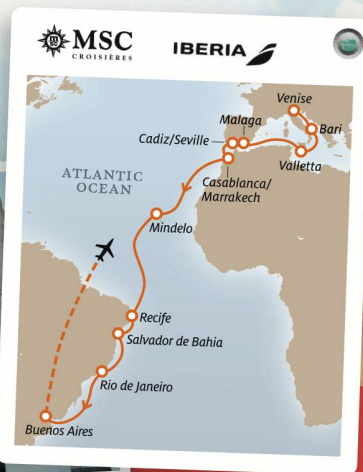 MSC
CROISIÈRES
IBERIA
Venise
Bari
Malaga
Cadiz/Seville
Valletta
Casablanca/
Marrakech
ATLANTIC
OCEAN
Mindelo
Recife
Salvador de Bahia
Rio de Janeiro
Buenos Aires